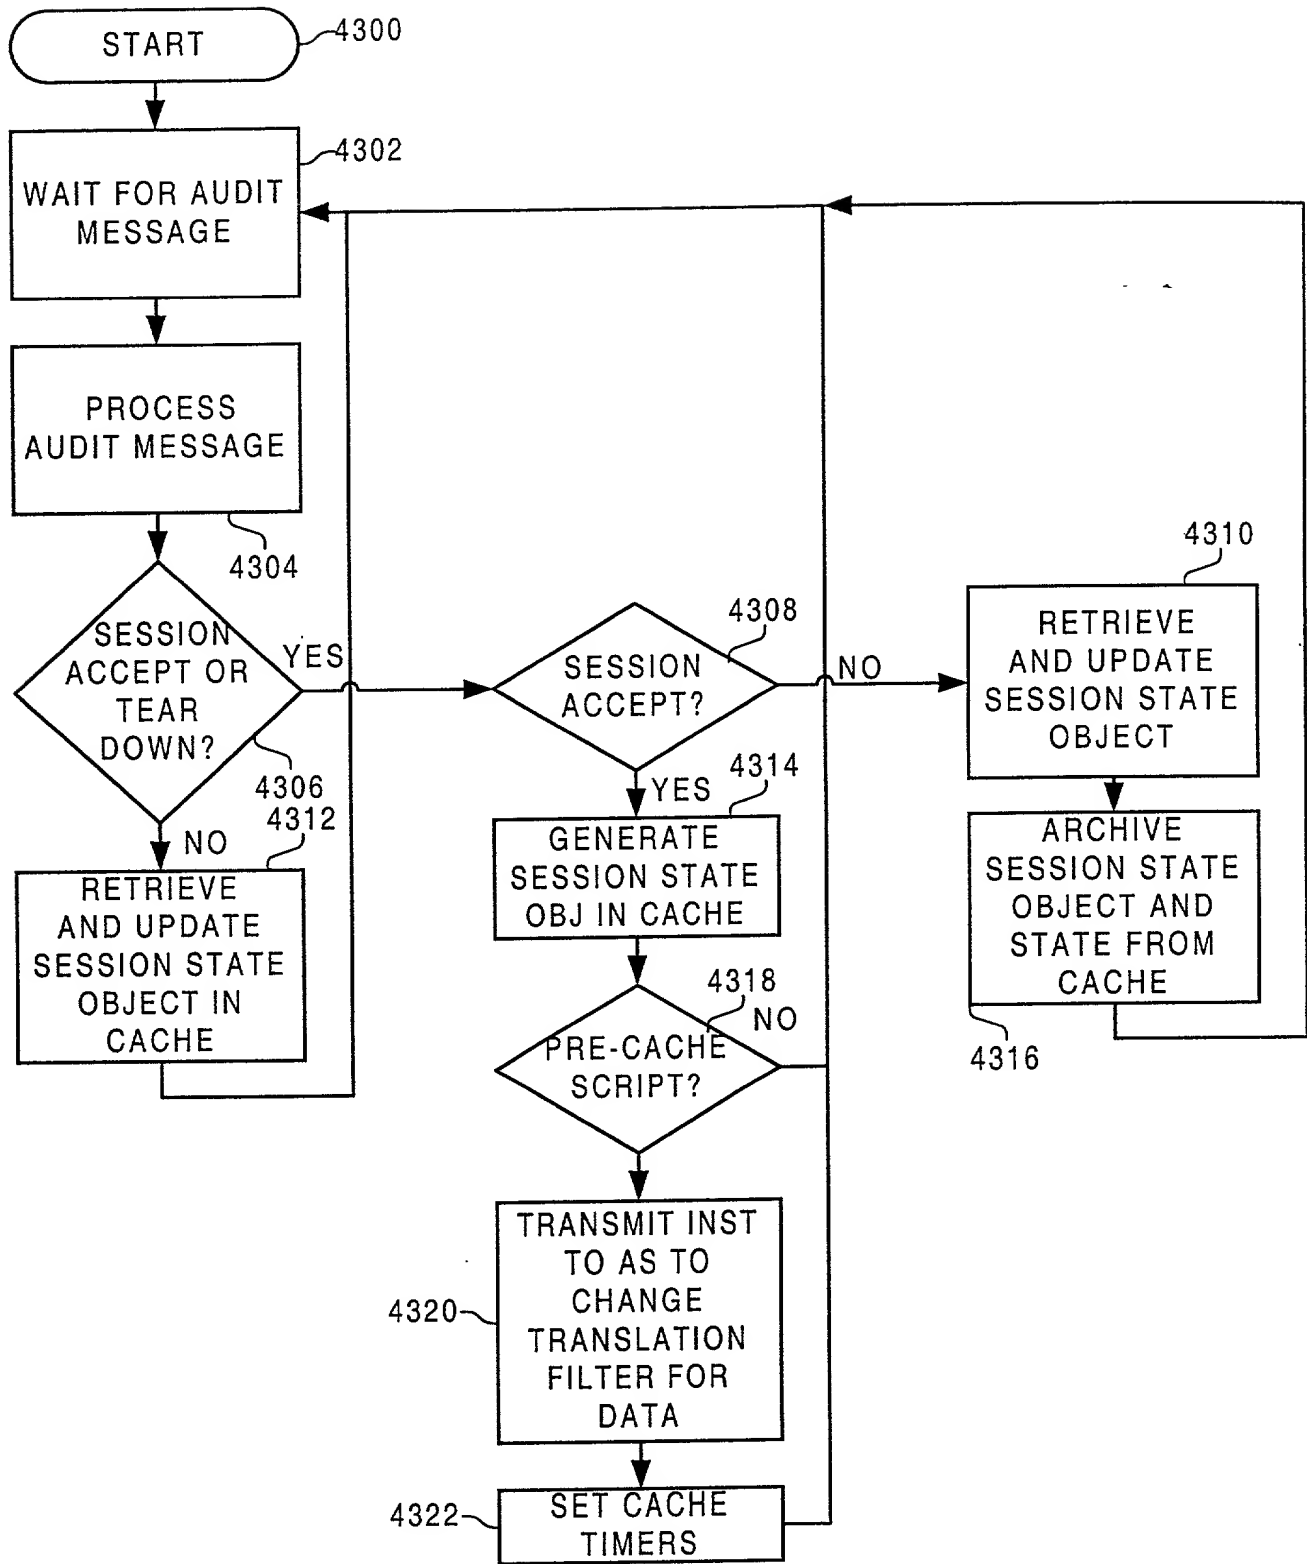 START
4300
4302
WAIT FOR AUDIT
MESSAGE
PROCESS
AUDIT MESSAGE
4304
SESSION
ACCEPT OR
TEAR
DOWN?
YES
4306
NO
4312
RETRIEVE
AND UPDATE
SESSION STATE
OBJECT IN
CACHE
4308
SESSION
ACCEPT?
NO
YES
4310
RETRIEVE
AND UPDATE
SESSION STATE
OBJECT
ARCHIVE
SESSION STATE
OBJECT AND
STATE FROM
CACHE
4316
4314
GENERATE
SESSION STATE
OBJ IN CACHE
4318
NO
PRE-CACHE
SCRIPT?
TRANSMIT INST
TO AS TO
CHANGE
TRANSLATION
FILTER FOR
DATA
4320
SET CACHE
TIMERS
4322